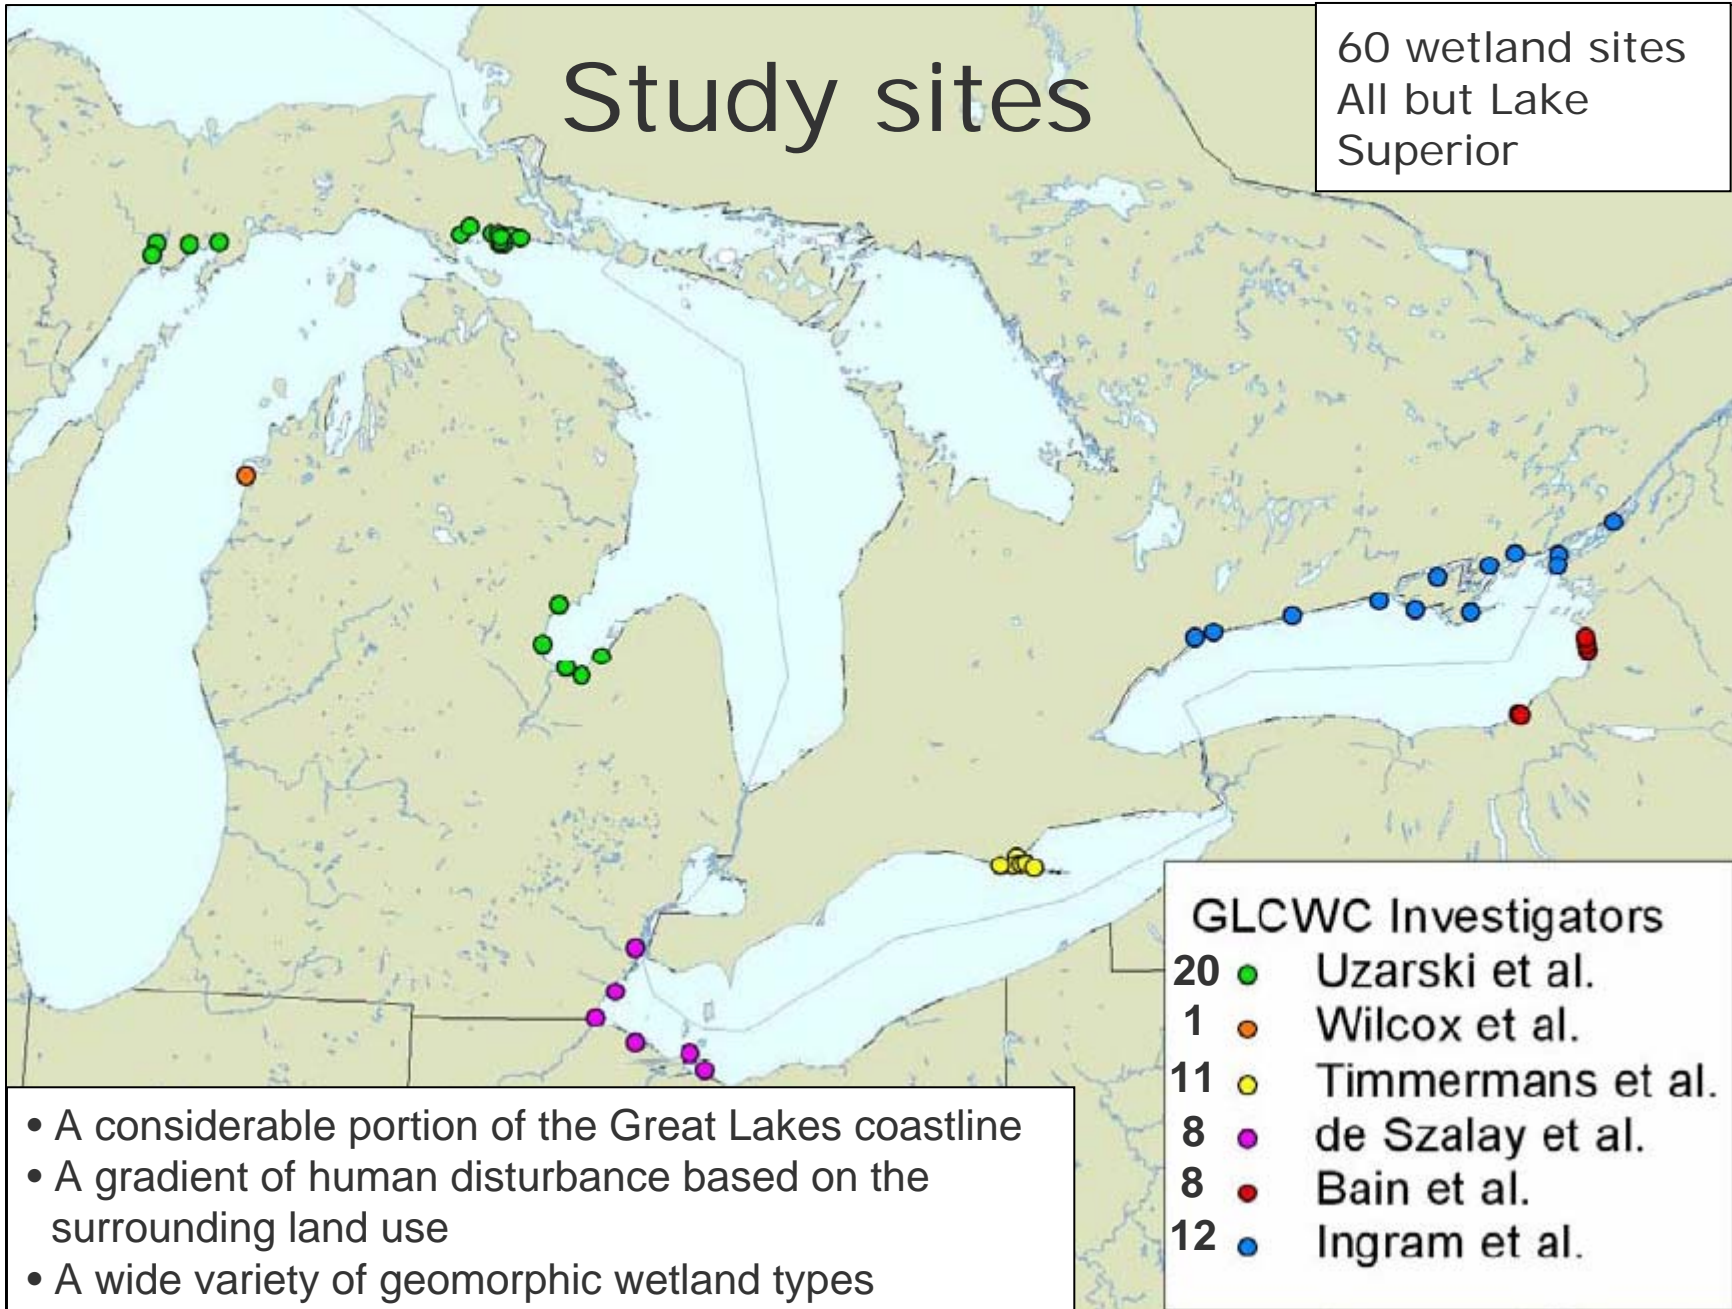 Study sites
60 wetland sites
All but Lake
Superior
GLCWC Investigators
20 Uzarski et al.
1 Wilcox et al.
11 Timmermans et al.
8 de Szalay et al.
8 Bain et al.
12 Ingram et al.
• A considerable portion of the Great Lakes coastline
• A gradient of human disturbance based on the
surrounding land use
• A wide variety of geomorphic wetland types